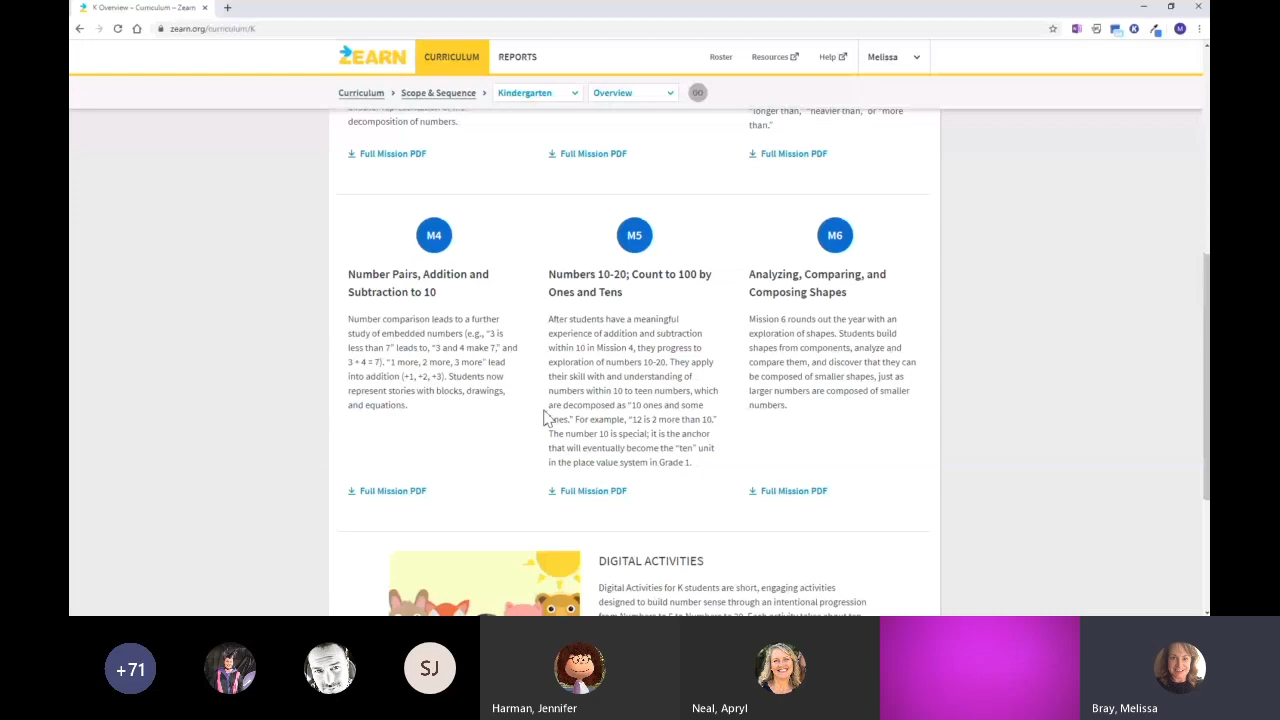 K Overview – Curriculum – Zearn
zearn.org/curriculum/K
M
ZEARN
CURRICULUM
REPORTS
Roster
Resources
Help
Melissa
Curriculum
Scope & Sequence
Kindergarten
Overview
GO
decomposition of numbers.
"longer than," "heavier than," or "more
than."
Full Mission PDF
Full Mission PDF
Full Mission PDF
M4
M5
M6
Number Pairs, Addition and
Subtraction to 10
Number comparison leads to a further
study of embedded numbers (e.g., "3 is
less than 7" leads to, "3 and 4 make 7," and
3 + 4 = 7). "1 more, 2 more, 3 more" lead
into addition (+1, +2, +3). Students now
represent stories with blocks, drawings,
and equations.
Numbers 10-20; Count to 100 by
Ones and Tens
After students have a meaningful
experience of addition and subtraction
within 10 in Mission 4, they progress to
exploration of numbers 10-20. They apply
their skill with and understanding of
numbers within 10 to teen numbers, which
are decomposed as "10 ones and some
ones." For example, "12 is 2 more than 10."
The number 10 is special; it is the anchor
that will eventually become the "ten" unit
in the place value system in Grade 1.
Analyzing, Comparing, and
Composing Shapes
Mission 6 rounds out the year with an
exploration of shapes. Students build
shapes from components, analyze and
compare them, and discover that they can
be composed of smaller shapes, just as
larger numbers are composed of smaller
numbers.
Full Mission PDF
Full Mission PDF
Full Mission PDF
DIGITAL ACTIVITIES
Digital Activities for K students are short, engaging activities
designed to build number sense through an intentional progression
+71
SJ
Harman, Jennifer
Neal, Apryl
Bray, Melissa